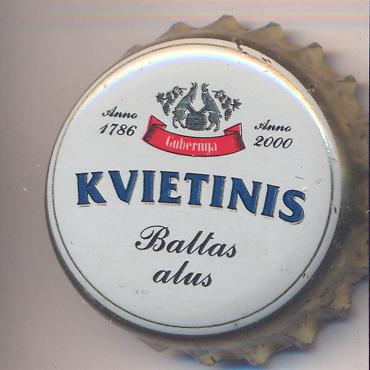 Anno
1786
Anno
2000
Gubernija
KVIETINIS
Baltas
alus